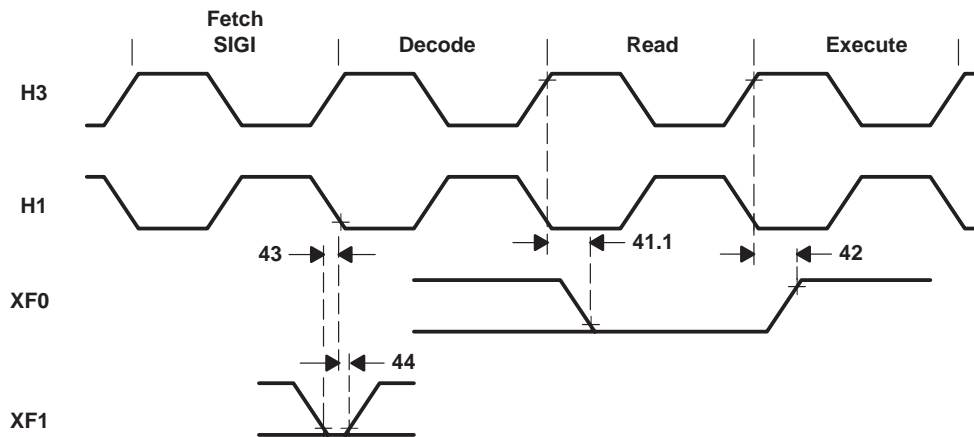 Fetch
SIGI
Decode
Read
Execute
H3
H1
43
41.1
42
XF0
44
XF1